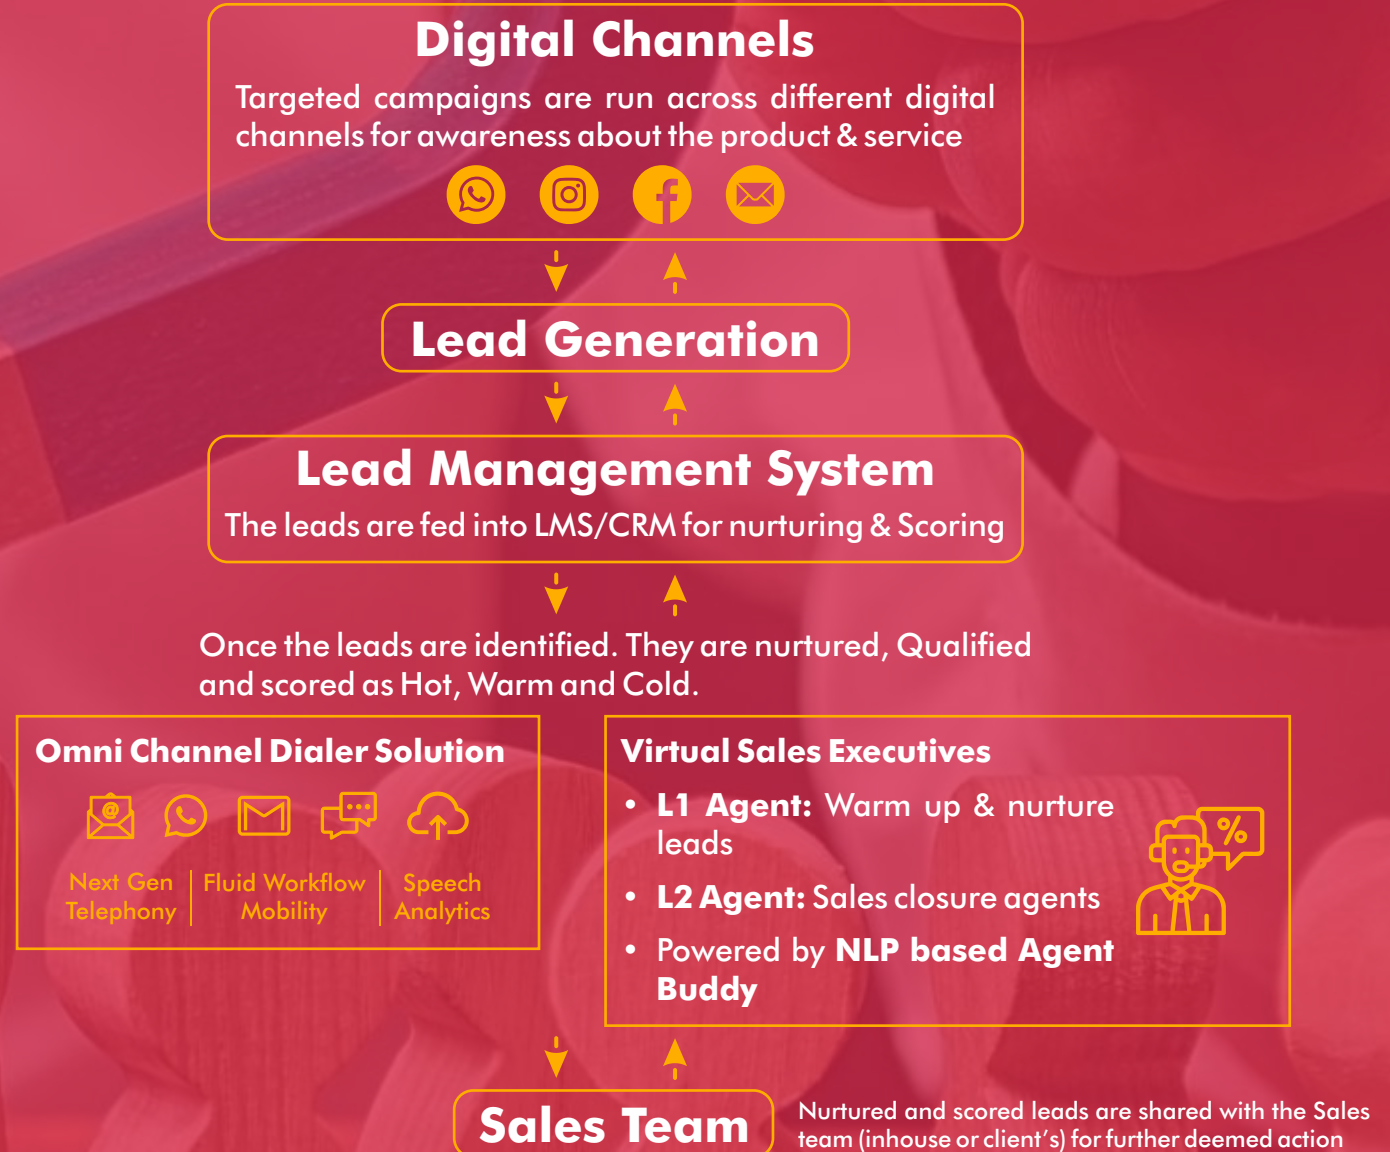 Digital Channels
Targeted campaigns are run across different digital
channels for awareness about the product & service
Lead Generation
Lead Management System
The leads are fed into LMS/CRM for nurturing & Scoring
Once the leads are identified. They are nurtured, Qualified
and scored as Hot, Warm and Cold.
Omni Channel Dialer Solution
@
Next Gen
Telephony
Fluid Workflow
Mobility
Speech
Analytics
Virtual Sales Executives
• L1 Agent: Warm up & nurture
leads
• L2 Agent: Sales closure agents
• Powered by NLP based Agent
Buddy
%
Sales Team
Nurtured and scored leads are shared with the Sales
team (inhouse or client's) for further deemed action